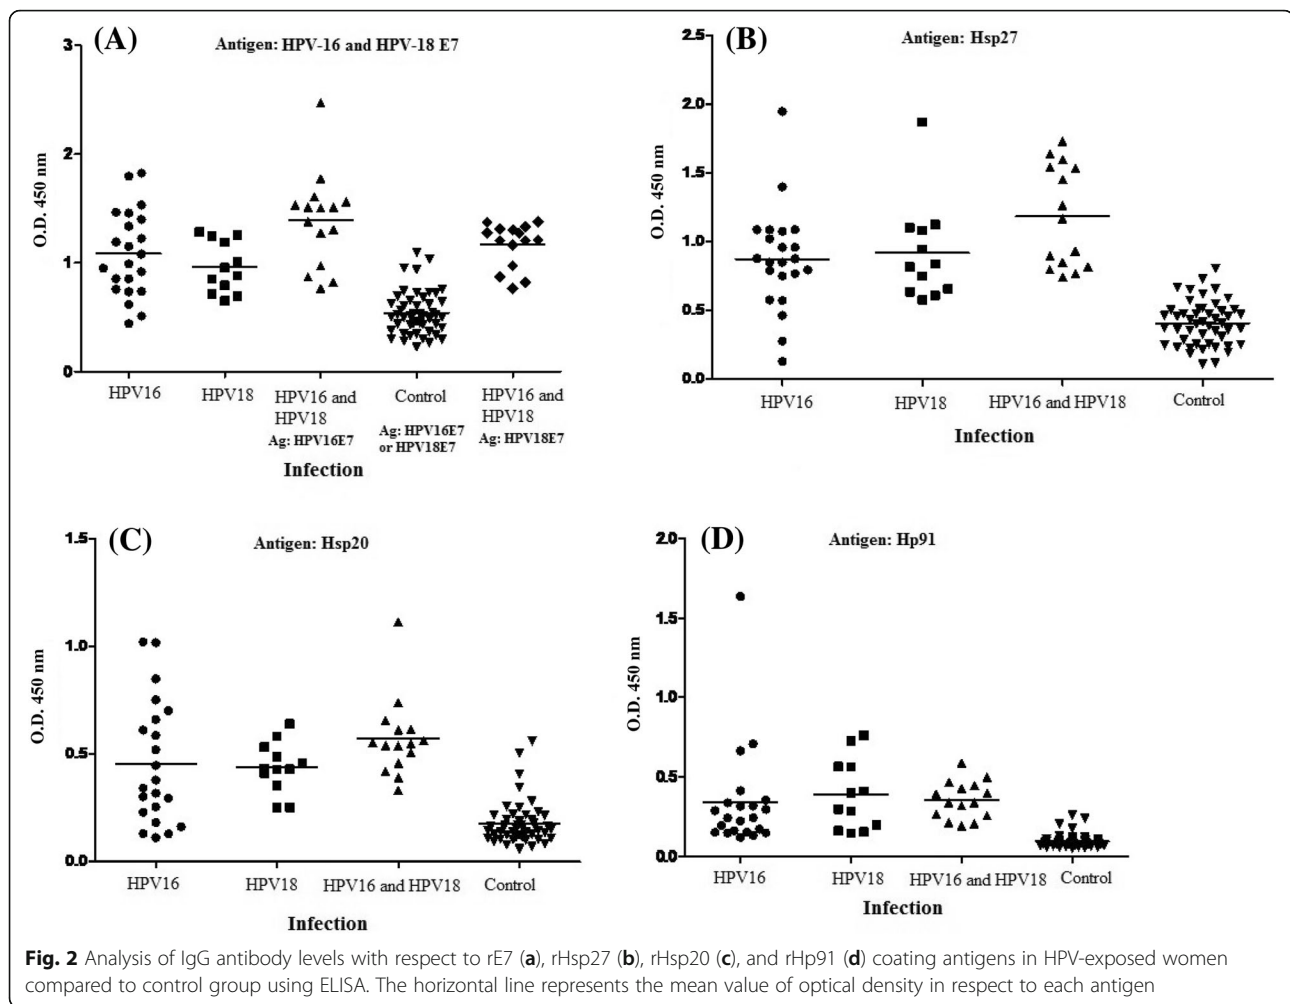 (A)
Antigen: HPV-16 and HPV-18 E7
O.D. 450 nm
3
2
1
0
HPV16
HPV18
HPV16 and
HPV18
Ag: HPV16E7
Control
Ag: HPV16E7
or HPV18E7
HPV16 and
HPV18
Ag: HPV18E7
Infection
(B)
Antigen: Hsp27
O.D. 450 nm
2.5
2.0
1.5
1.0
0.5
0.0
HPV16
HPV18
HPV16 and HPV18
Control
Infection
(C)
Antigen: Hsp20
O.D. 450 nm
1.5
1.0
0.5
0.0
HPV16
HPV18
HPV16 and HPV18
Control
Infection
(D)
Antigen: Hp91
O.D. 450 nm
2.0
1.5
1.0
0.5
0.0
HPV16
HPV18
HPV16 and HPV18
Control
Infection
Fig. 2 Analysis of IgG antibody levels with respect to rE7 (a), rHsp27 (b), rHsp20 (c), and rHp91 (d) coating antigens in HPV-exposed women
compared to control group using ELISA. The horizontal line represents the mean value of optical density in respect to each antigen